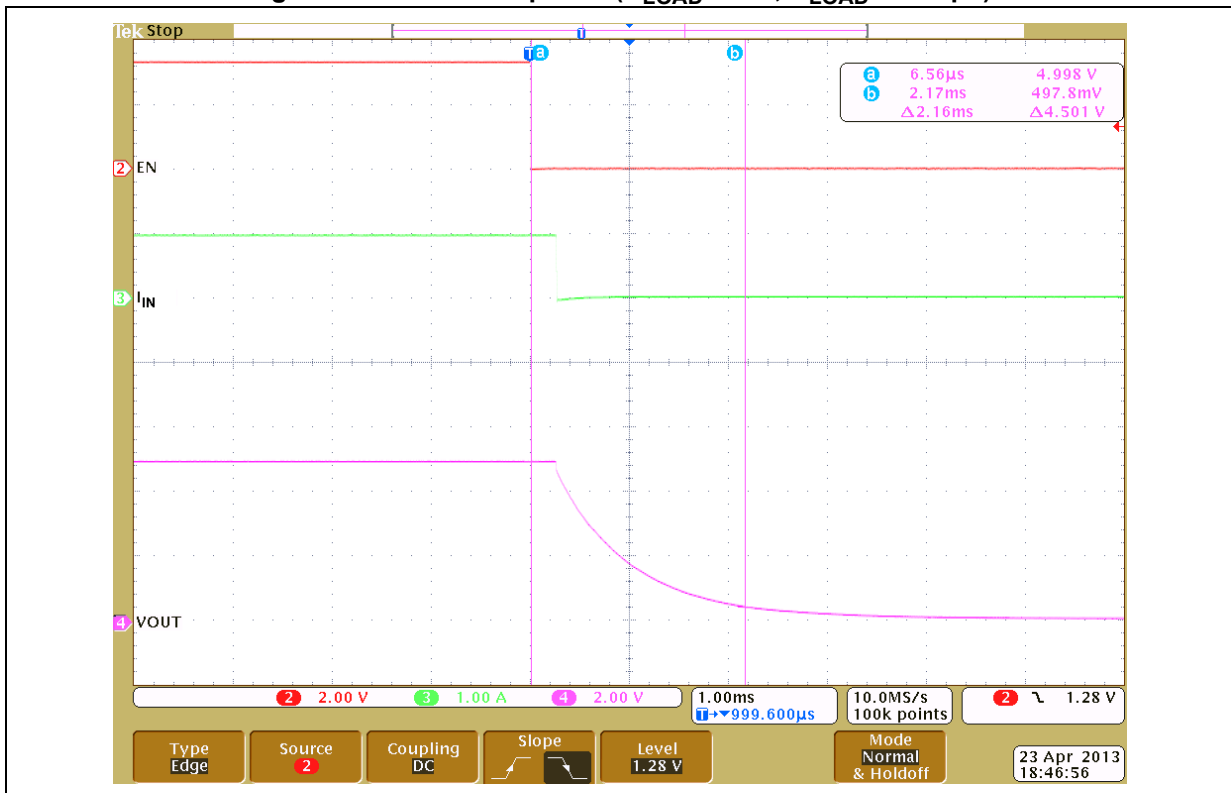 Tek Stop
T a b
a 6.56µs 4.998 V
b 2.17ms 497.8mV
Δ2.16ms Δ4.501 V
2 EN
3 IIN
4 VOUT
2 2.00 V 3 1.00 A 4 2.00 V
1.00ms
T→▼999.600µs
10.0MS/s
100k points
2 1.28 V
Type
Edge
Source
2
Coupling
DC
Slope
Level
1.28 V
Mode
Normal
& Holdoff
23 Apr 2013
18:46:56